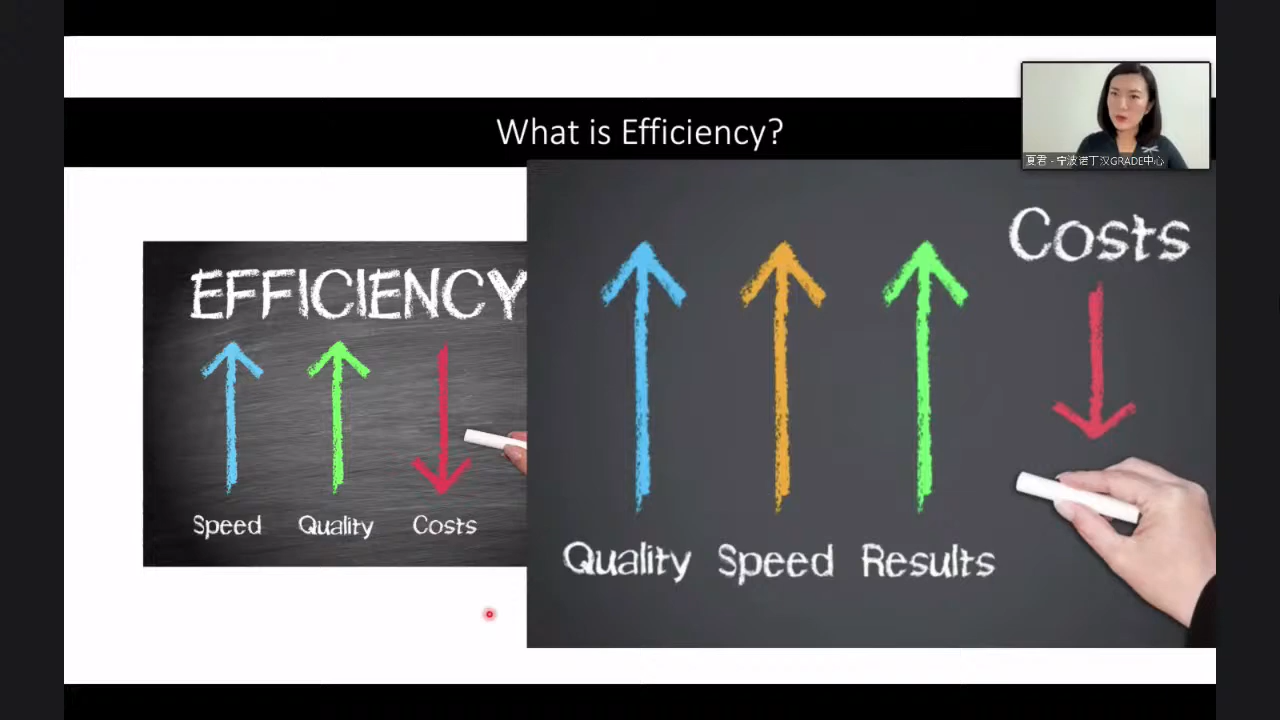 What is Efficiency?
夏君 - 宁波诺丁汉GRADE中心
EFFICIENCY
Speed Quality Costs
Costs
Quality Speed Results